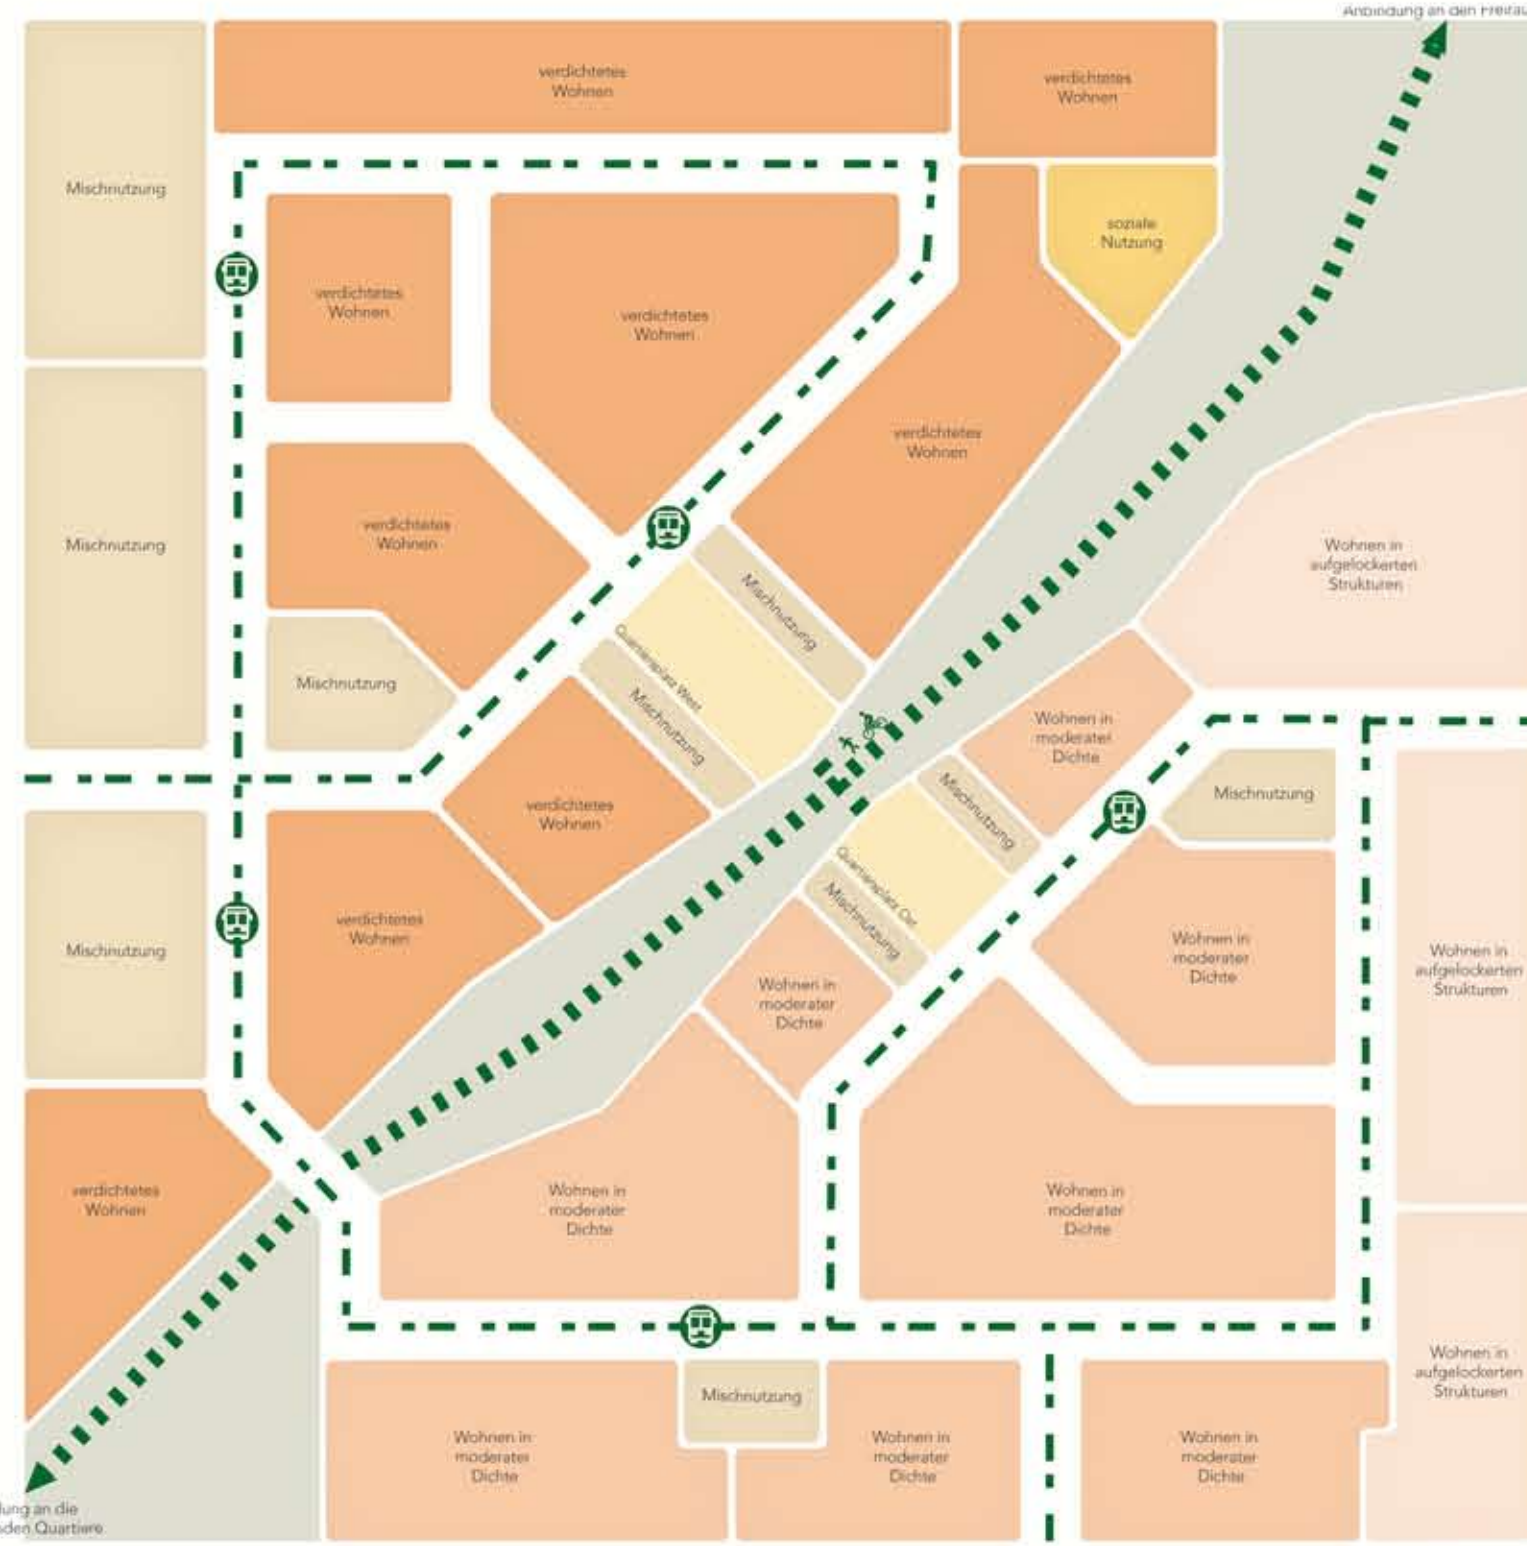 Anbindung an den Freirau
verdichtetes
Wohnen
verdichtetes
Wohnen
Mischnutzung
soziale
Nutzung
verdichtetes
Wohnen
verdichtetes
Wohnen
verdichtetes
Wohnen
verdichtetes
Wohnen
Mischnutzung
Wohnen in
aufgelockerten
Strukturen
Mischnutzung
Quartiersplatz West
Mischnutzung
Mischnutzung
Wohnen in
moderater
Dichte
Mischnutzung
Mischnutzung
verdichtetes
Wohnen
Quartiersplatz Ost
Mischnutzung
verdichtetes
Wohnen
Mischnutzung
Wohnen in
moderater
Dichte
Wohnen in
aufgelockerten
Strukturen
Wohnen in
moderater
Dichte
verdichtetes
Wohnen
Wohnen in
moderater
Dichte
Wohnen in
moderater
Dichte
Wohnen in
aufgelockerten
Strukturen
Mischnutzung
Wohnen in
moderater
Dichte
Wohnen in
moderater
Dichte
Wohnen in
moderater
Dichte
lung an die
den Quartiere